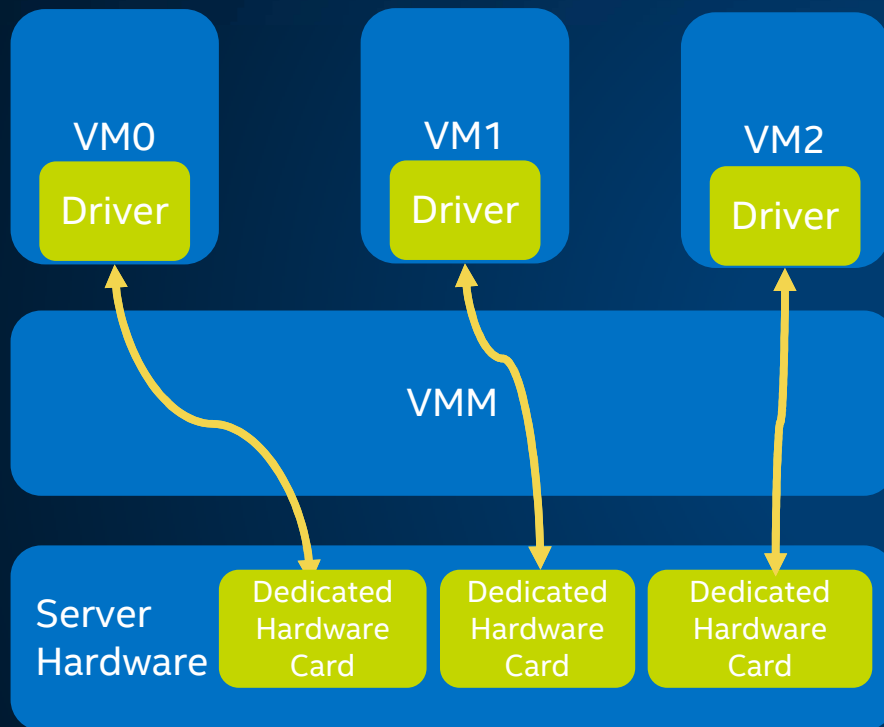 VM0
VM1
VM2
Driver
Driver
Driver
VMM
Server
Hardware
Dedicated
Hardware
Card
Dedicated
Hardware
Card
Dedicated
Hardware
Card